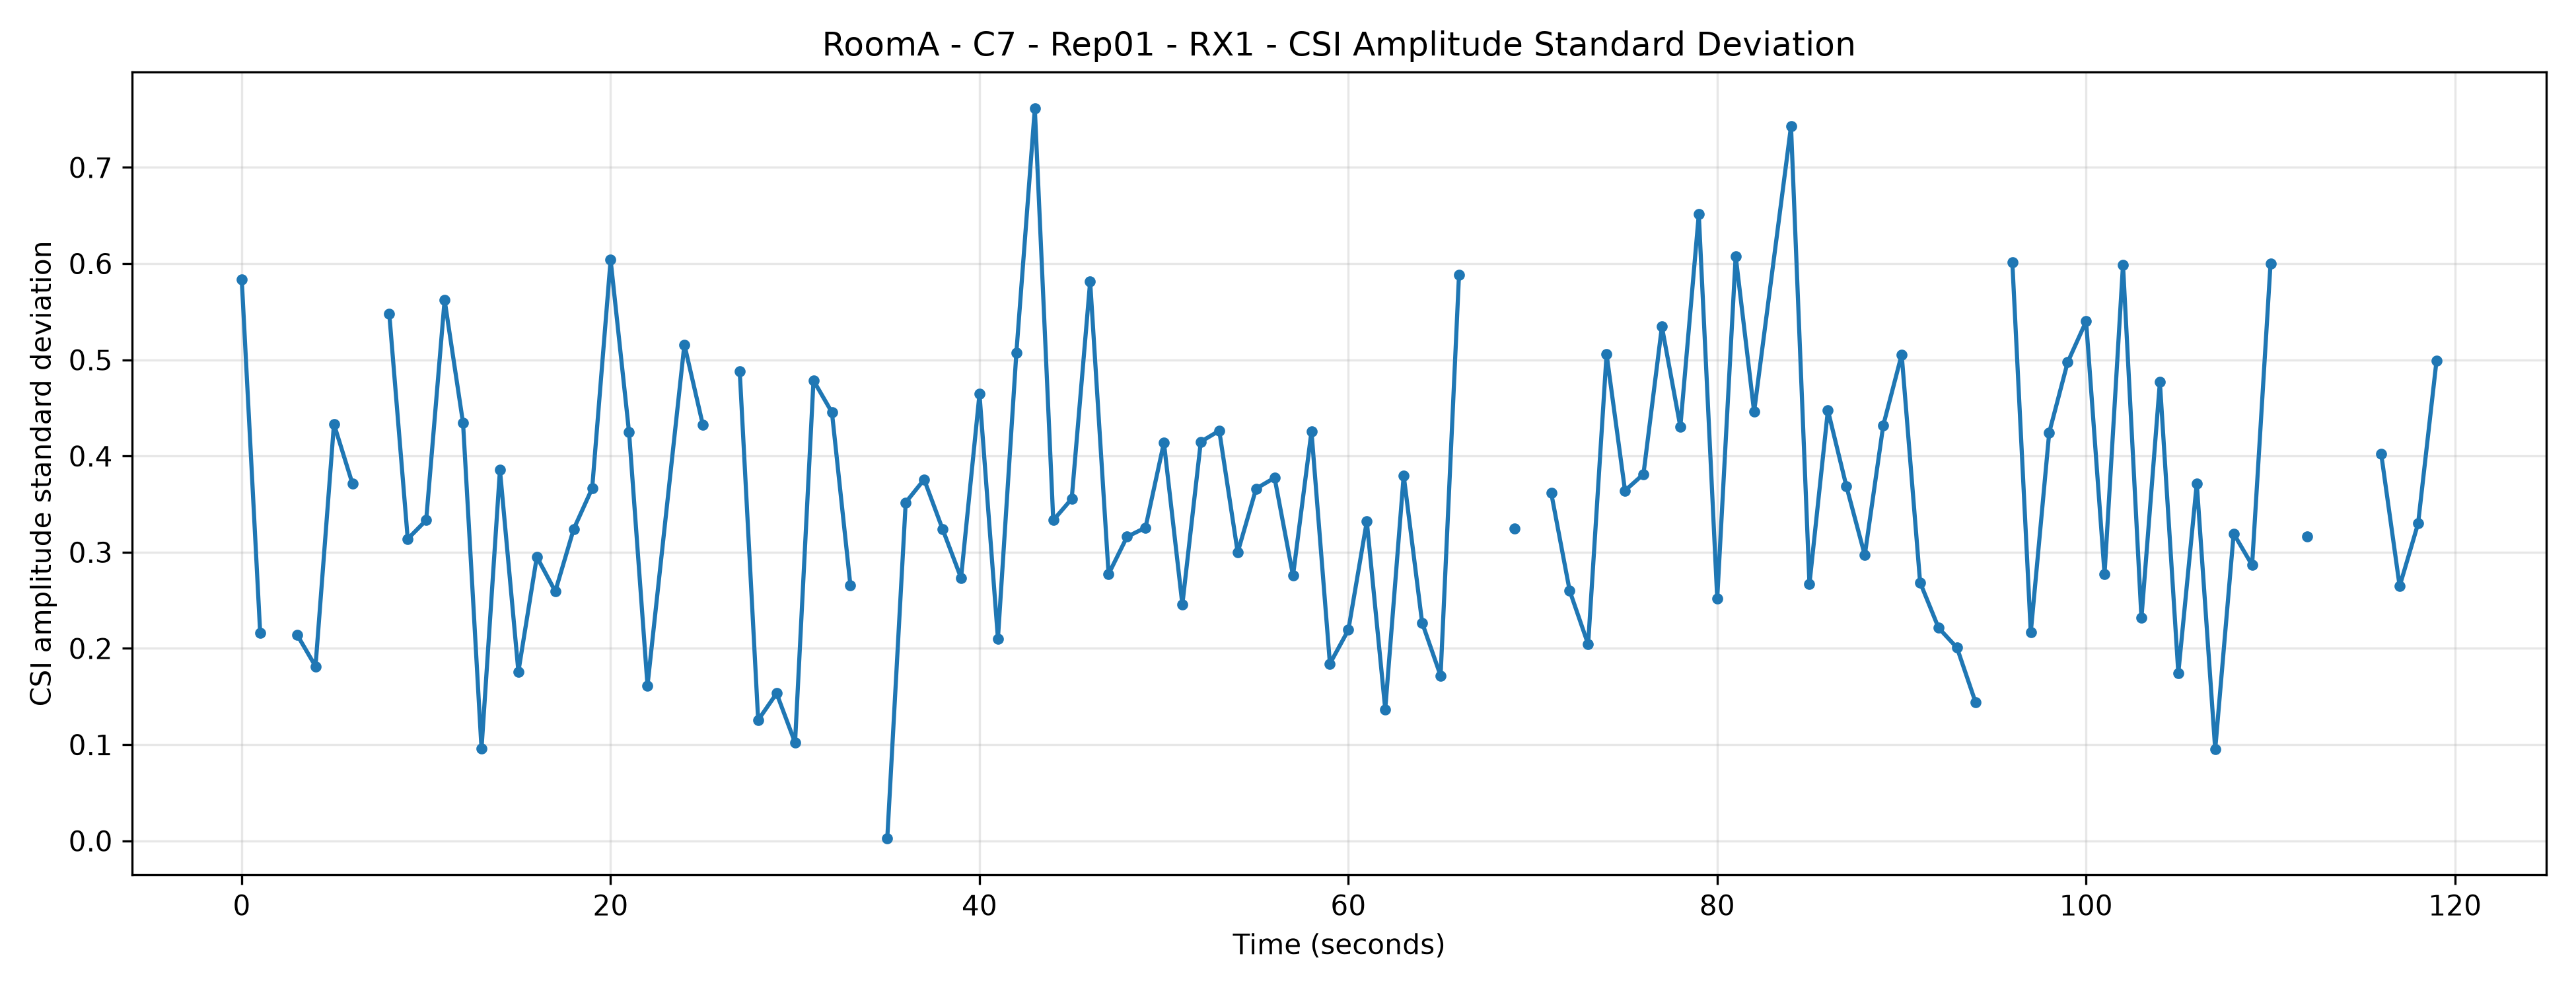 RoomA - C7 - Rep01 - RX1 - CSI Amplitude Standard Deviation
CSI amplitude standard deviation
0.7
0.6
0.5
0.4
0.3
0.2
0.1
0.0
0 20 40 60 80 100 120
Time (seconds)